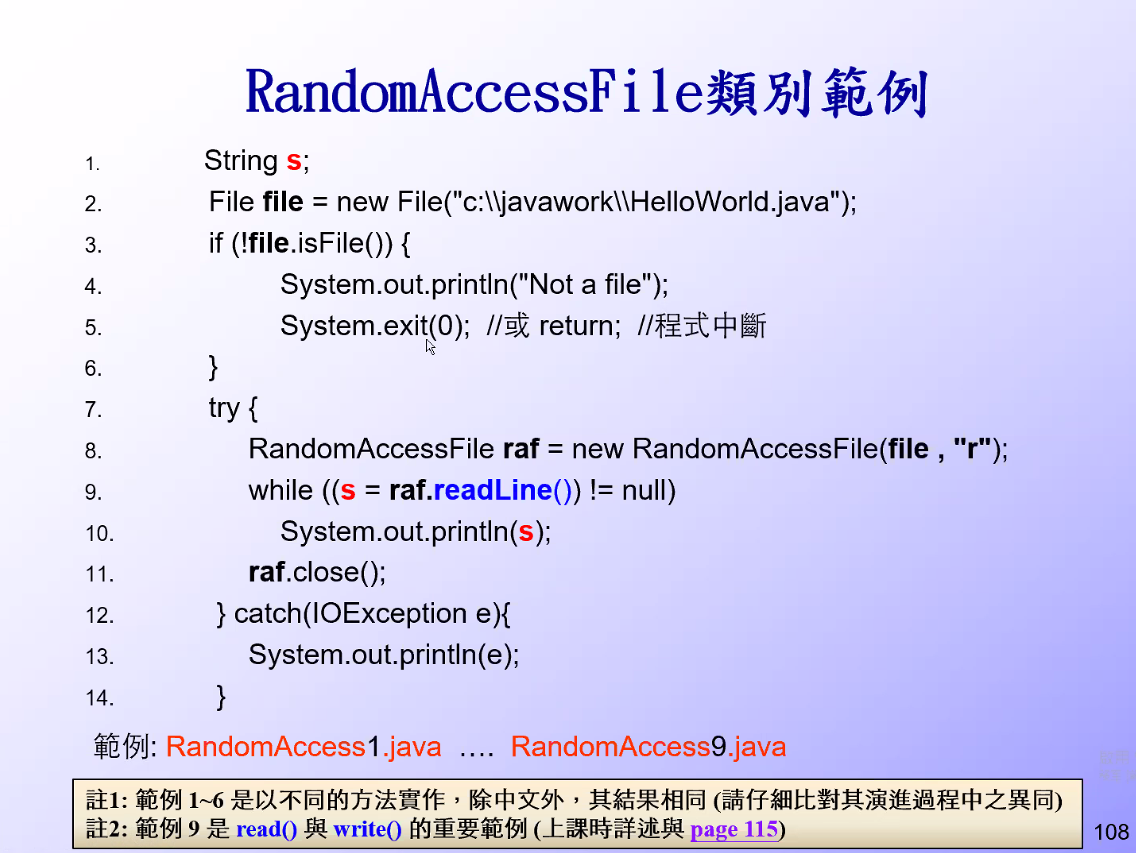 RandomAccessFile類別範例
1. String s;
2. File file = new File("c:\\javawork\\HelloWorld.java");
3. if (!file.isFile()) {
4. System.out.println("Not a file");
5. System.exit(0); //或 return; //程式中斷
6. }
7. try {
8. RandomAccessFile raf = new RandomAccessFile(file , "r");
9. while ((s = raf.readLine()) != null)
10. System.out.println(s);
11. raf.close();
12. } catch(IOException e){
13. System.out.println(e);
14. }
範例: RandomAccess1.java …. RandomAccess9.java
註1: 範例 1~6 是以不同的方法實作，除中文外，其結果相同 (請仔細比對其演進過程中之異同)
註2: 範例 9 是 read() 與 write() 的重要範例 (上課時詳述與 page 115)
108